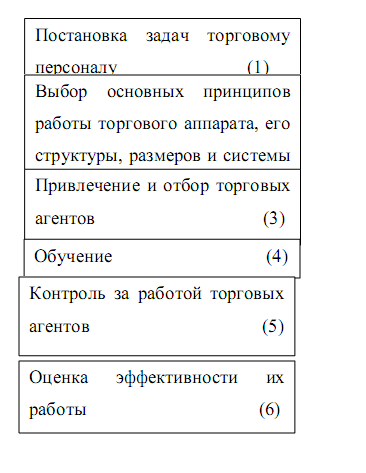 Постановка задач торговому
персоналу (1)
Выбор основных принципов
работы торгового аппарата, его
структуры, размеров и системы
Привлечение и отбор торговых
агентов (3)
Обучение (4)
Контроль за работой торговых
агентов (5)
Оценка эффективности их
работы (6)